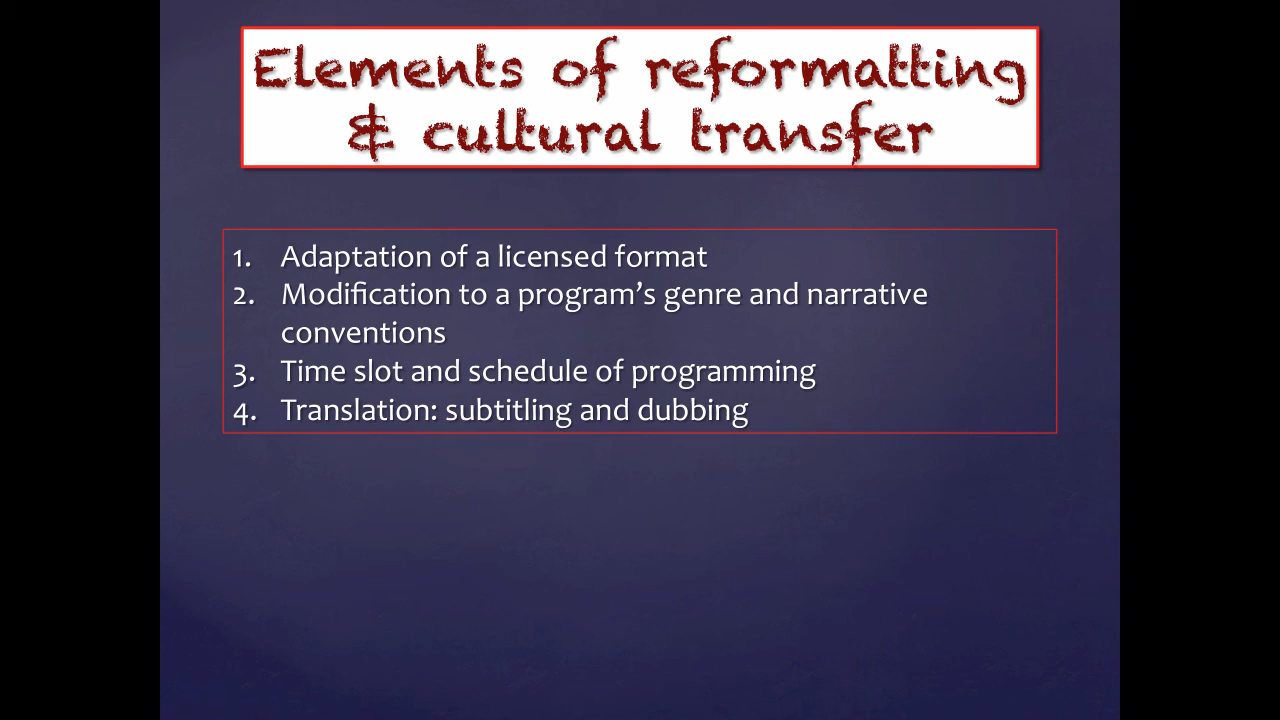 Elements of reformatting
& cultural transfer
1. Adaptation of a licensed format
2. Modification to a program’s genre and narrative
conventions
3. Time slot and schedule of programming
4. Translation: subtitling and dubbing